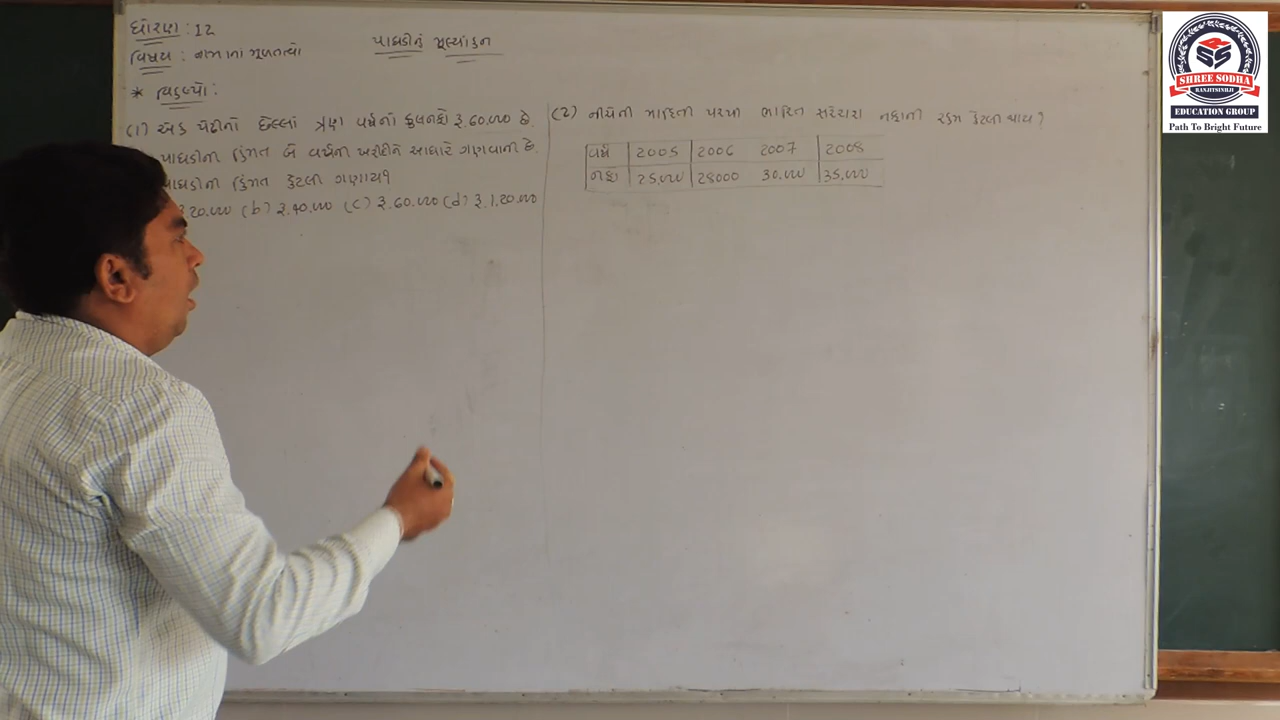 ધોરણ : 12
વિષય : નામાનાં મૂળતત્વો
પાઘડીનું મૂલ્યાંકન
* વિકલ્પો :
(1) એક પેઢીનો છેલ્લા ત્રણ વર્ષનો કુલનફો રૂ. 60,000 છે.
પાઘડીની કિંમત બે વર્ષની ખરીદીને આધારે ગણવાની છે.
પાઘડીની કિંમત કેટલી ગણાય?
20,000 (b) રૂ. 40,000 (c) રૂ. 60,000 (d) રૂ. 1,20,000
(2) નીચેની માહિતી પરથી ભારિત સરેરાશ નફાની રકમ કેટલી થાય?
વર્ષ 2005 2006 2007 2008
નફો 25,000 28000 30,000 35,000
SHREE SODHA
RANJITSINHJI
EDUCATION GROUP
Path To Bright Future